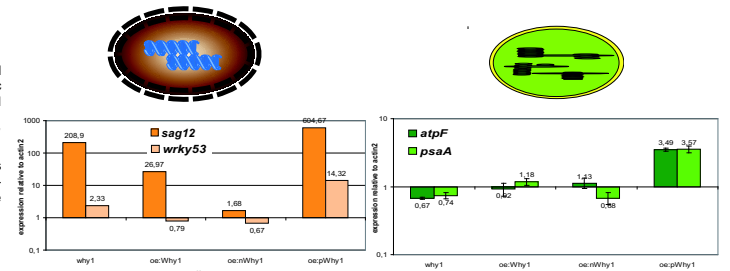 expression relative to actin2
1000
100
10
1
0,1
sag12
wrky53
208,9
2,33
26,97
0,79
1,68
0,67
604,67
14,32
why1
oe:Why1
oe:nWhy1
oe:pWhy1
expression relative to actin2
10
1
0,1
atpF
psaA
0,67
0,74
1,18
1,13
3,49
3,57
why1
oe:Why1
oe:nWhy1
oe:pWhy1